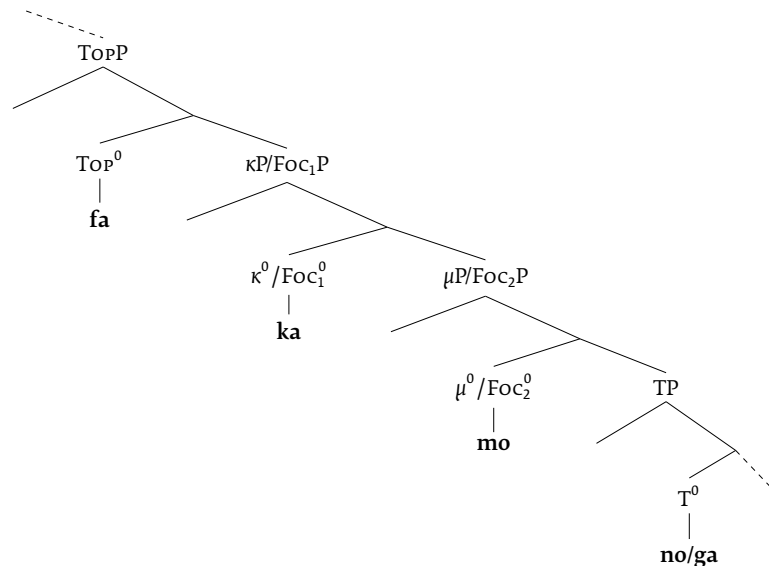 TopP
Top⁰
κP/Foc₁P
fa
κ⁰/Foc₁⁰
μP/Foc₂P
ka
μ⁰/Foc₂⁰
TP
mo
T⁰
no/ga